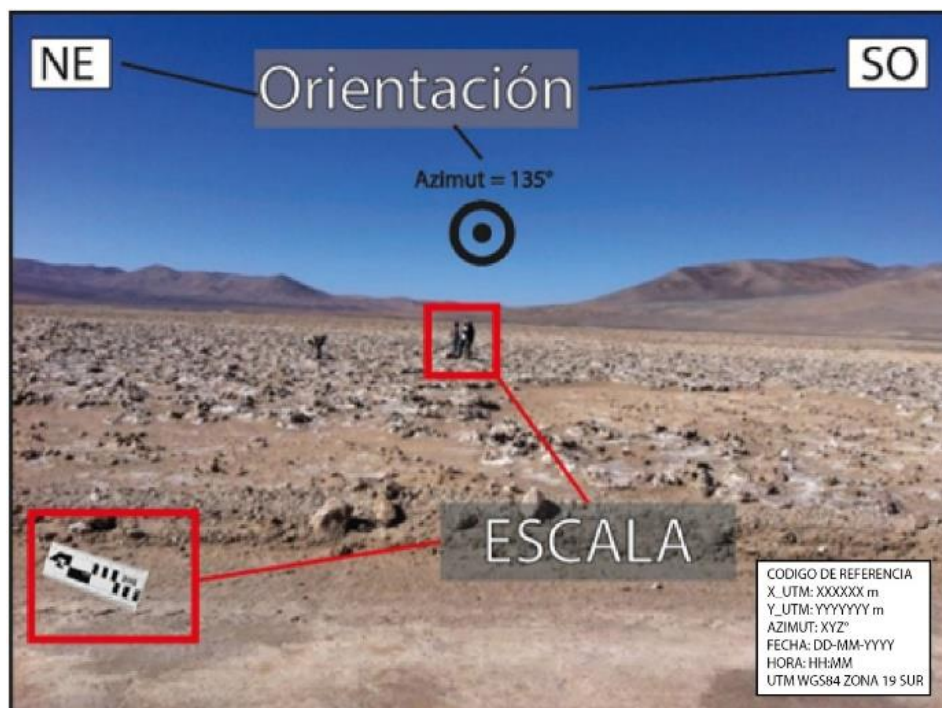 NE
Orientación
SO
Azimut = 135°
ESCALA
CODIGO DE REFERENCIA
X_UTM: XXXXXX m
Y_UTM: YYYYYYY m
AZIMUT: XYZ°
FECHA: DD-MM-YYYY
HORA: HH:MM
UTM WGS84 ZONA 19 SUR